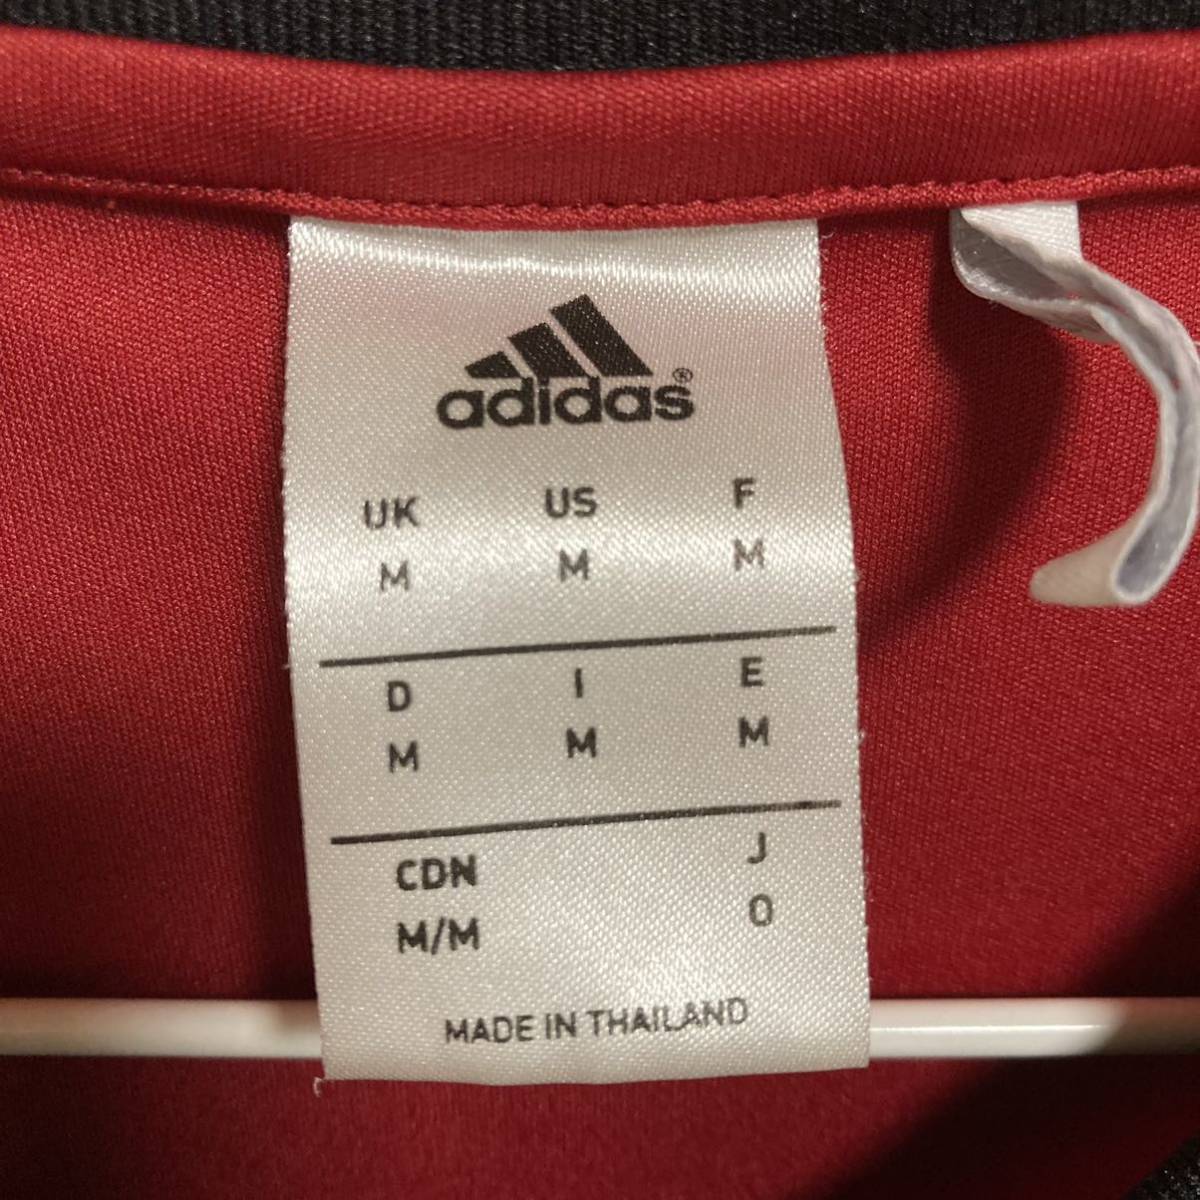 adidas®
UK US F
M M M
D I E
M M M
CDN J
M/M O
MADE IN THAILAND